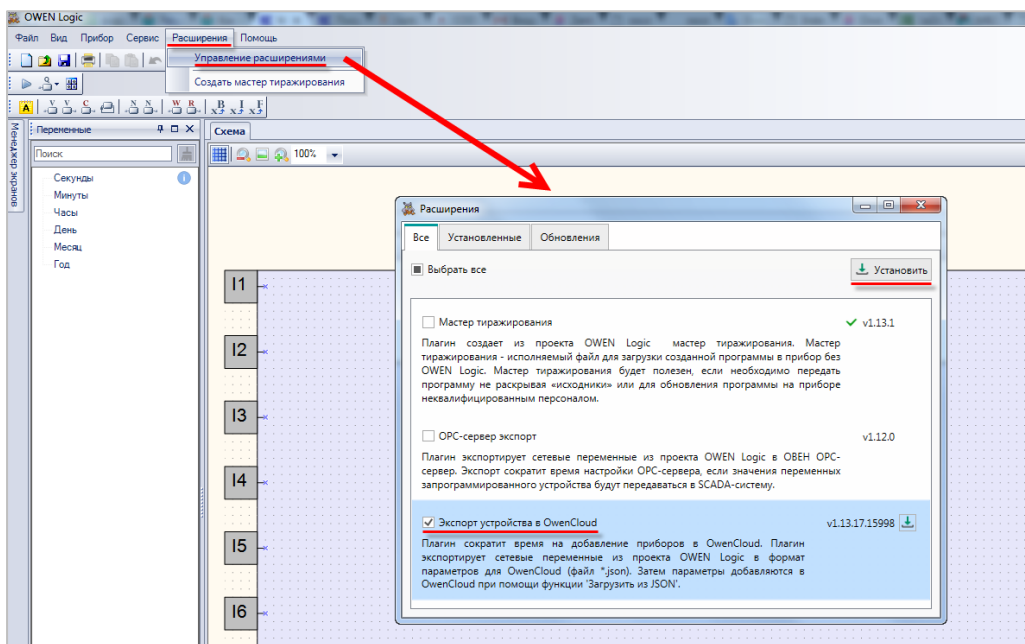 OWEN Logic
Файл Вид Прибор Сервис Расширения Помощь
Управление расширениями
Создать мастер тиражирования
Менеджер экранов
Переменные
Поиск
Секунды
Минуты
Часы
День
Месяц
Год
Схема
100%
I1
I2
I3
I4
I5
I6
Расширения
Все Установленные Обновления
Выбрать все
Установить
Мастер тиражирования v1.13.1
Плагин создает из проекта OWEN Logic мастер тиражирования. Мастер
тиражирования - исполняемый файл для загрузки созданной программы в прибор без
OWEN Logic. Мастер тиражирования будет полезен, если необходимо передать
программу не раскрывая «исходники» или для обновления программы на приборе
неквалифицированным персоналом.
OPC-сервер экспорт v1.12.0
Плагин экспортирует сетевые переменные из проекта OWEN Logic в ОВЕН OPC-
сервер. Экспорт сократит время настройки OPC-сервера, если значения переменных
запрограммированного устройства будут передаваться в SCADA-систему.
Экспорт устройства в OwenCloud v1.13.17.15998
Плагин сократит время на добавление приборов в OwenCloud. Плагин
экспортирует сетевые переменные из проекта OWEN Logic в формат
параметров для OwenCloud (файл *.json). Затем параметры добавляются в
OwenCloud при помощи функции 'Загрузить из JSON'.